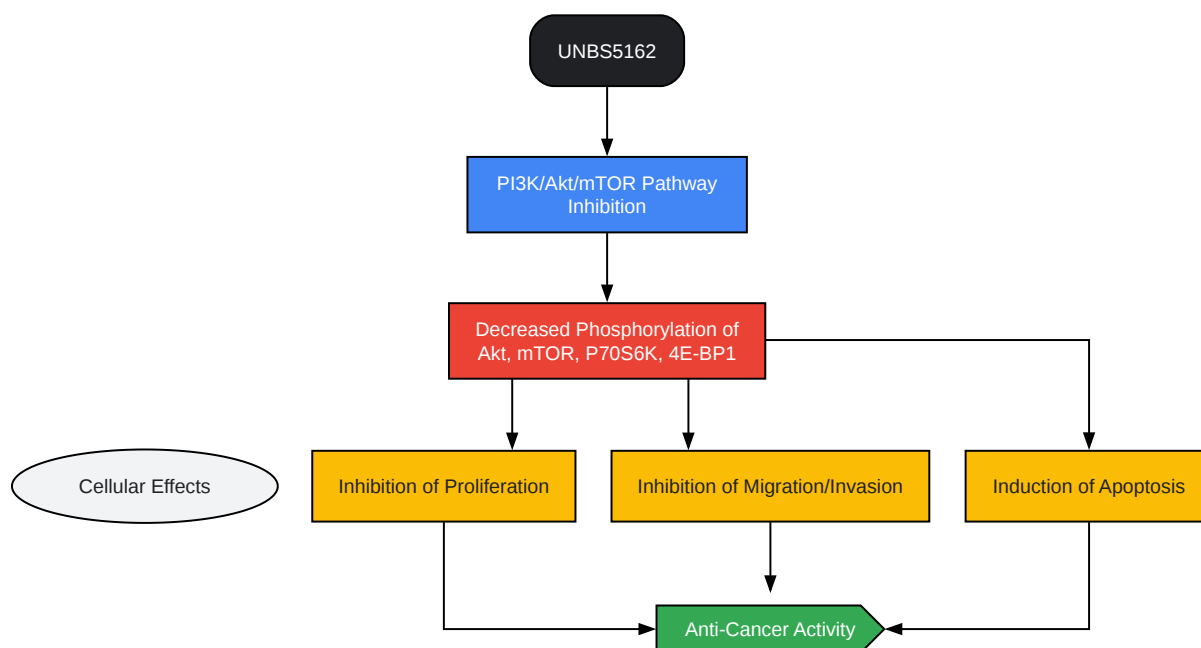 UNBS5162
PI3K/Akt/mTOR Pathway
Inhibition
Decreased Phosphorylation of
Akt, mTOR, P70S6K, 4E-BP1
Cellular Effects
Inhibition of Proliferation
Inhibition of Migration/Invasion
Induction of Apoptosis
Anti-Cancer Activity